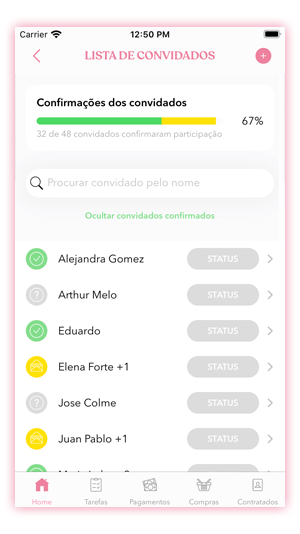 Carrier 12:50 PM
LISTA DE CONVIDADOS
Confirmações dos convidados
67%
32 de 48 convidados confirmaram participação
Procurar convidado pelo nome
Ocultar convidados confirmados
Alejandra Gomez STATUS
Arthur Melo STATUS
Eduardo STATUS
Elena Forte +1 STATUS
Jose Colme STATUS
Juan Pablo +1 STATUS
Home Tarefas Pagamentos Compras Contratados